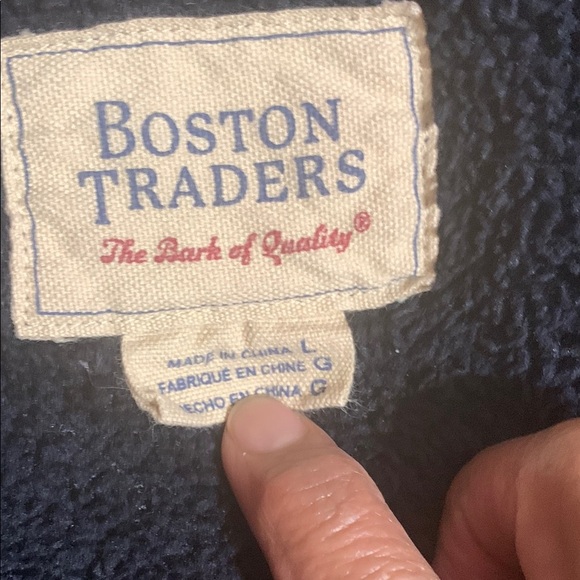 BOSTON
TRADERS
The Bark of Quality®
MADE IN CHINA L
FABRIQUÉ EN CHINE G
HECHO EN CHINA G